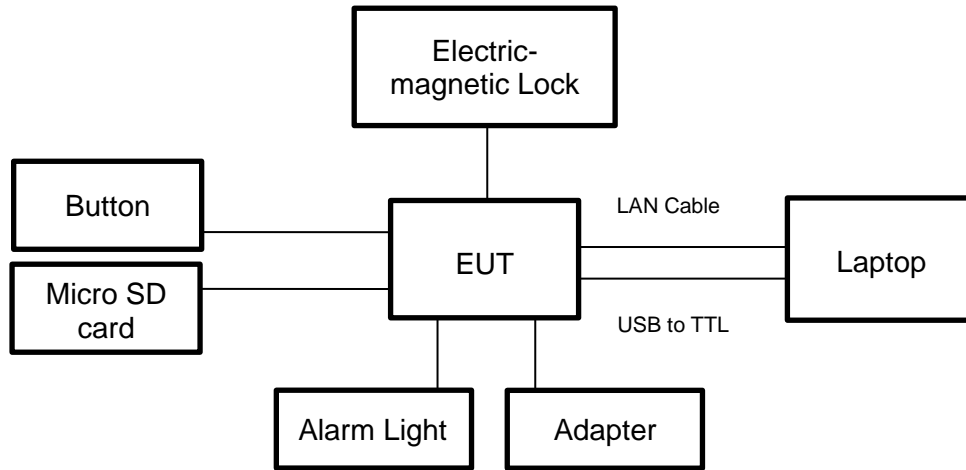 Electric-
magnetic Lock
Button
LAN Cable
EUT
Laptop
Micro SD
card
USB to TTL
Alarm Light
Adapter